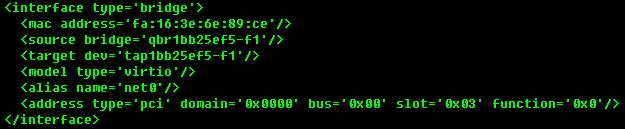 <interface type='bridge'>
  <mac address='fa:16:3e:6e:89:ce'/>
  <source bridge='qbr1bb25ef5-f1'/>
  <target dev='tap1bb25ef5-f1'/>
  <model type='virtio'/>
  <alias name='net0'/>
  <address type='pci' domain='0x0000' bus='0x00' slot='0x03' function='0x0'/>
</interface>